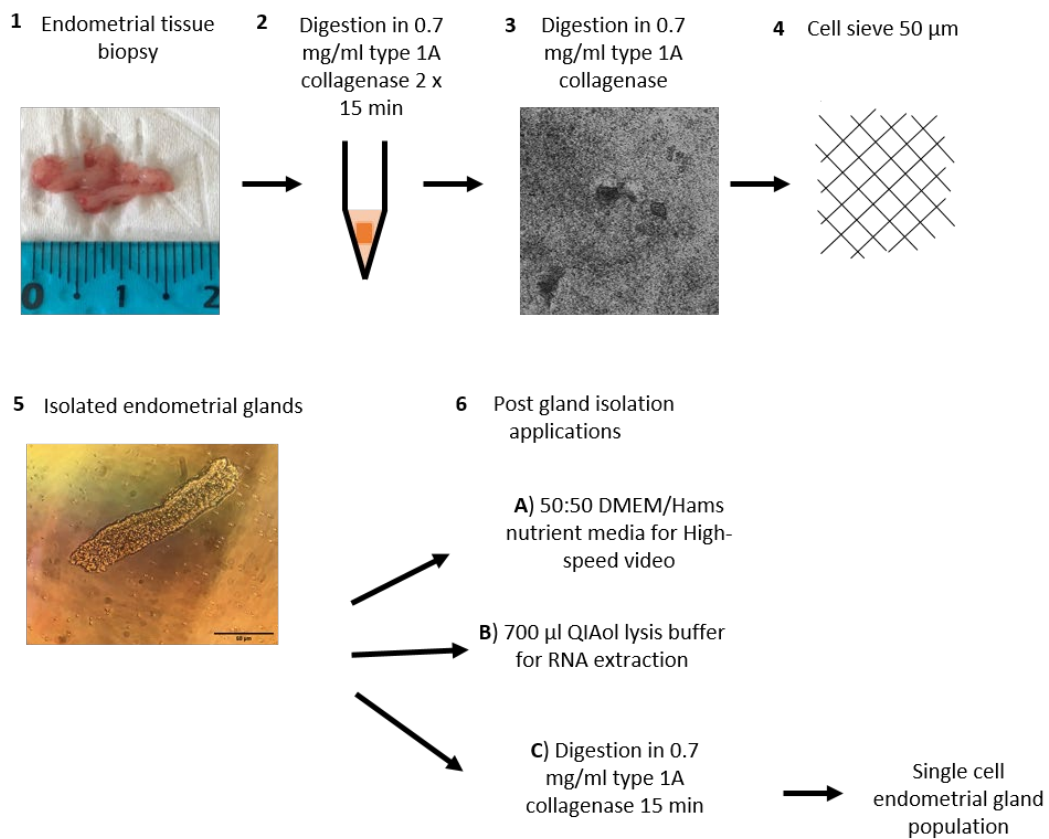 1 Endometrial tissue
biopsy
2 Digestion in 0.7
mg/ml type 1A
collagenase 2 x
15 min
3 Digestion in 0.7
mg/ml type 1A
collagenase
4 Cell sieve 50 µm
0 1 2
5 Isolated endometrial glands
50 µm
6 Post gland isolation
applications
A) 50:50 DMEM/Hams
nutrient media for High-
speed video
B) 700 µl QIAol lysis buffer
for RNA extraction
C) Digestion in 0.7
mg/ml type 1A
collagenase 15 min
Single cell
endometrial gland
population